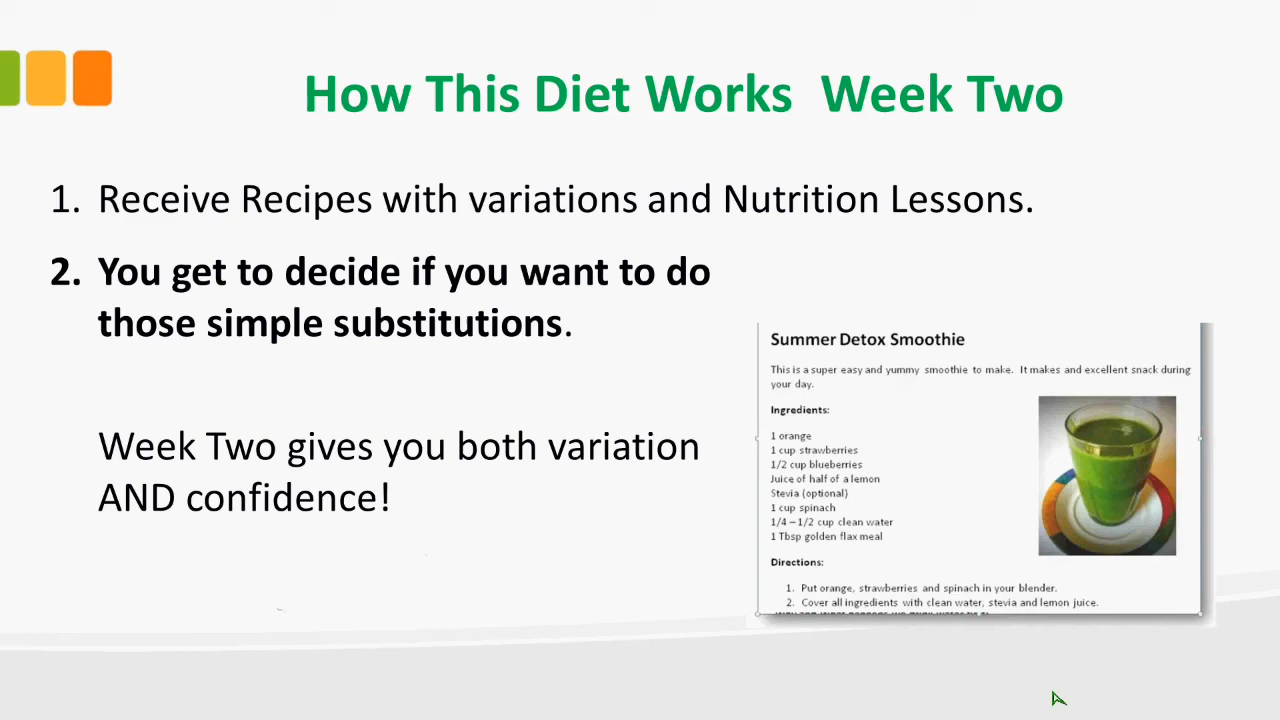 How This Diet Works  Week Two
1. Receive Recipes with variations and Nutrition Lessons.
2. You get to decide if you want to do
those simple substitutions.
Week Two gives you both variation
AND confidence!
Summer Detox Smoothie
This is a super easy and yummy smoothie to make. It makes and excellent snack during
your day.
Ingredients:
1 orange
1 cup strawberries
1/2 cup blueberries
Juice of half of a lemon
Stevia (optional)
1 cup spinach
1/4 – 1/2 cup clean water
1 Tbsp golden flax meal
Directions:
1. Put orange, strawberries and spinach in your blender.
2. Cover all ingredients with clean water, stevia and lemon juice.